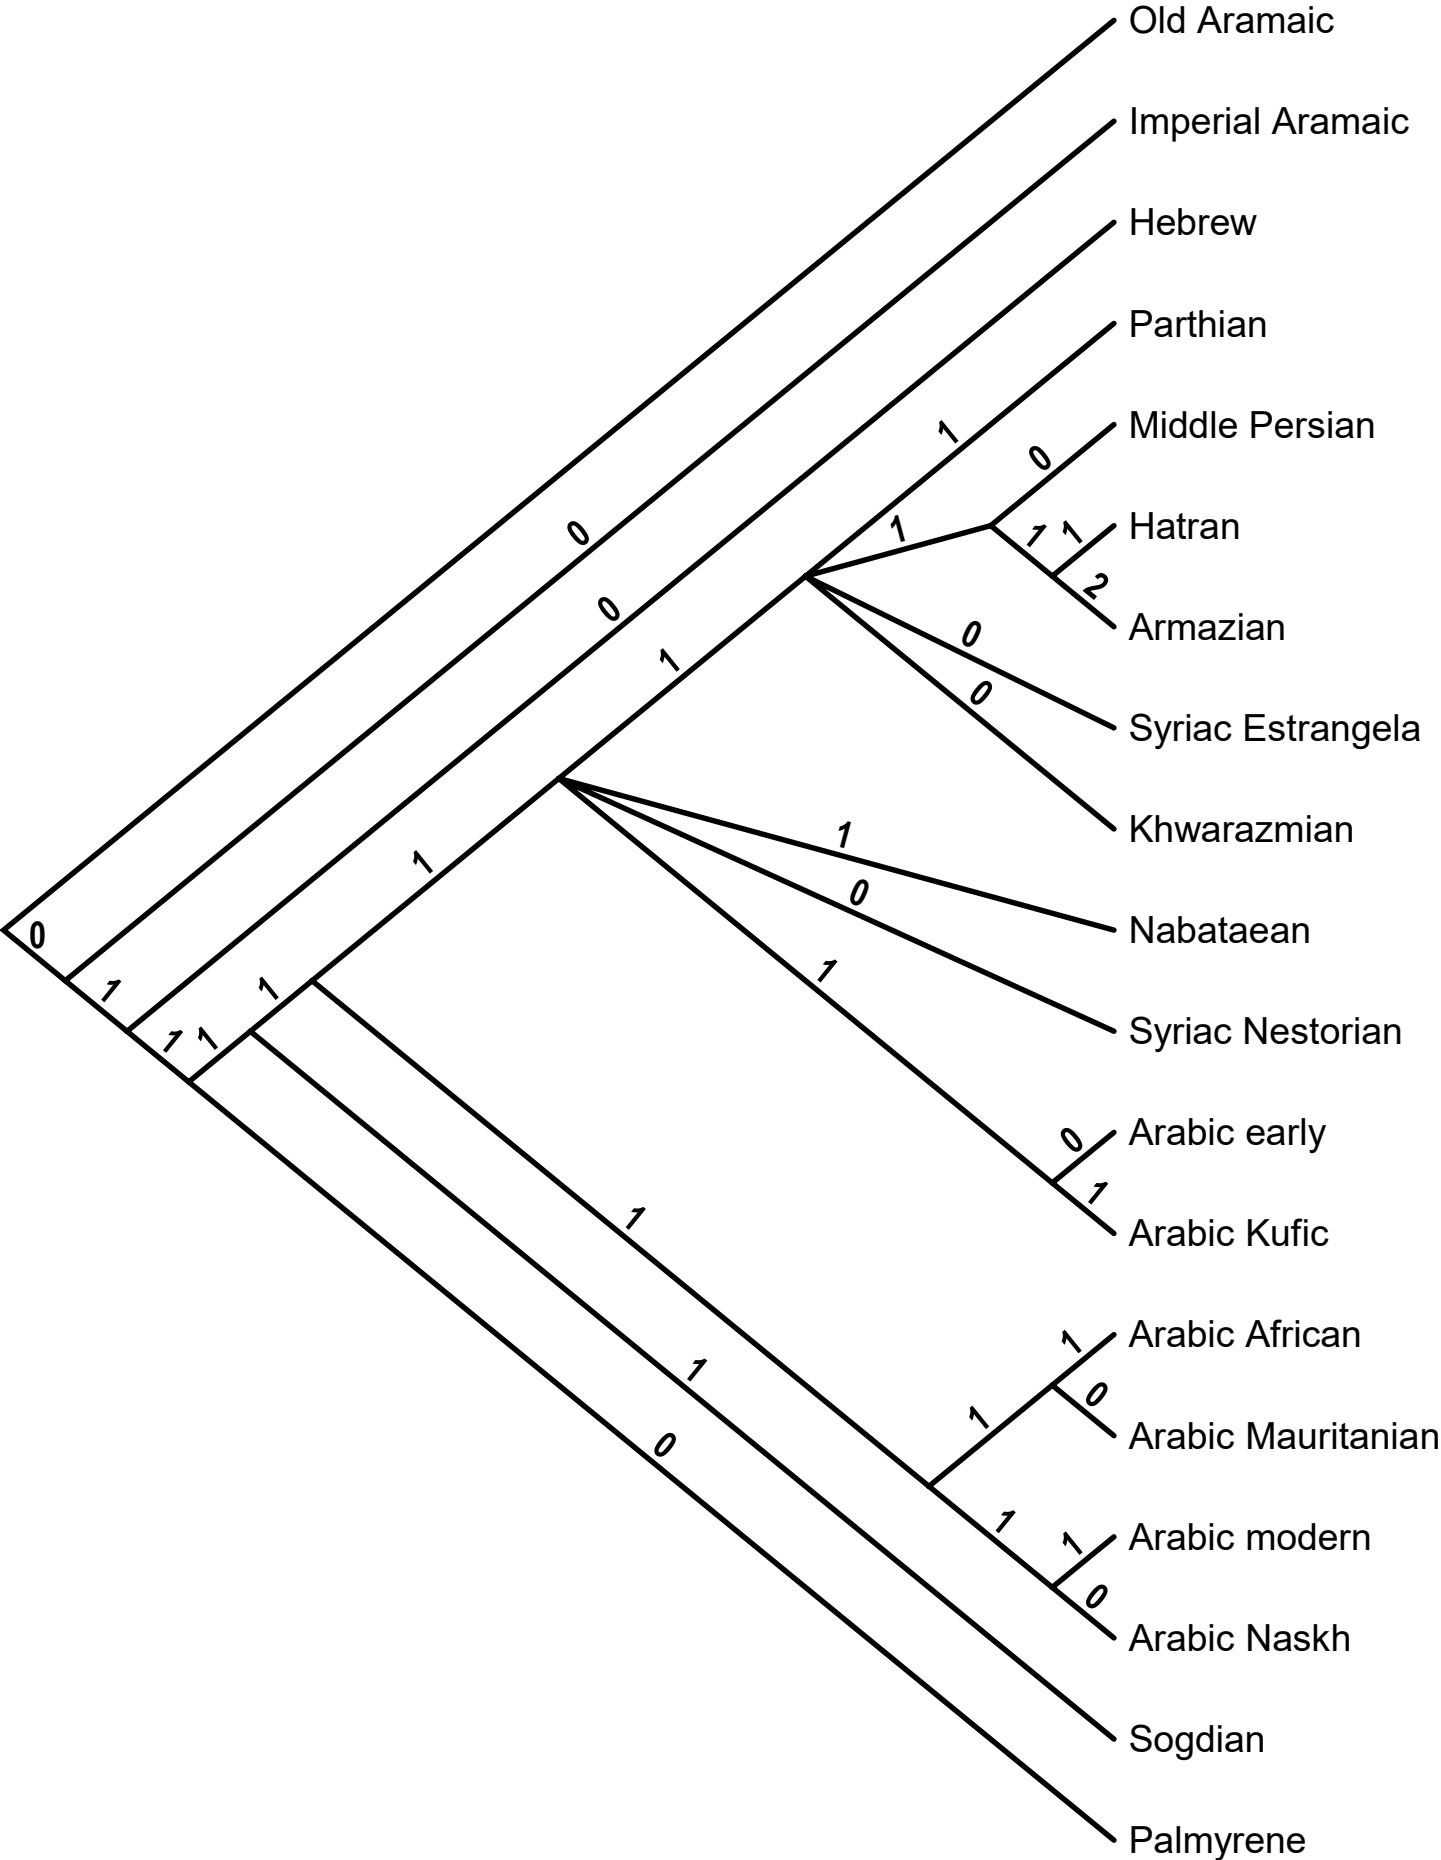 Old Aramaic
Imperial Aramaic
Hebrew
Parthian
1
Middle Persian
0
Hatran
1
1 1
0
2
Armazian
0
0
1
Syriac Estrangela
0
Khwarazmian
1
1
0
Nabataean
0
1
1
1
Syriac Nestorian
1 1
Arabic early
0
1
Arabic Kufic
1
Arabic African
1
1
0
1
Arabic Mauritanian
0
1
Arabic modern
1
0
Arabic Naskh
Sogdian
Palmyrene